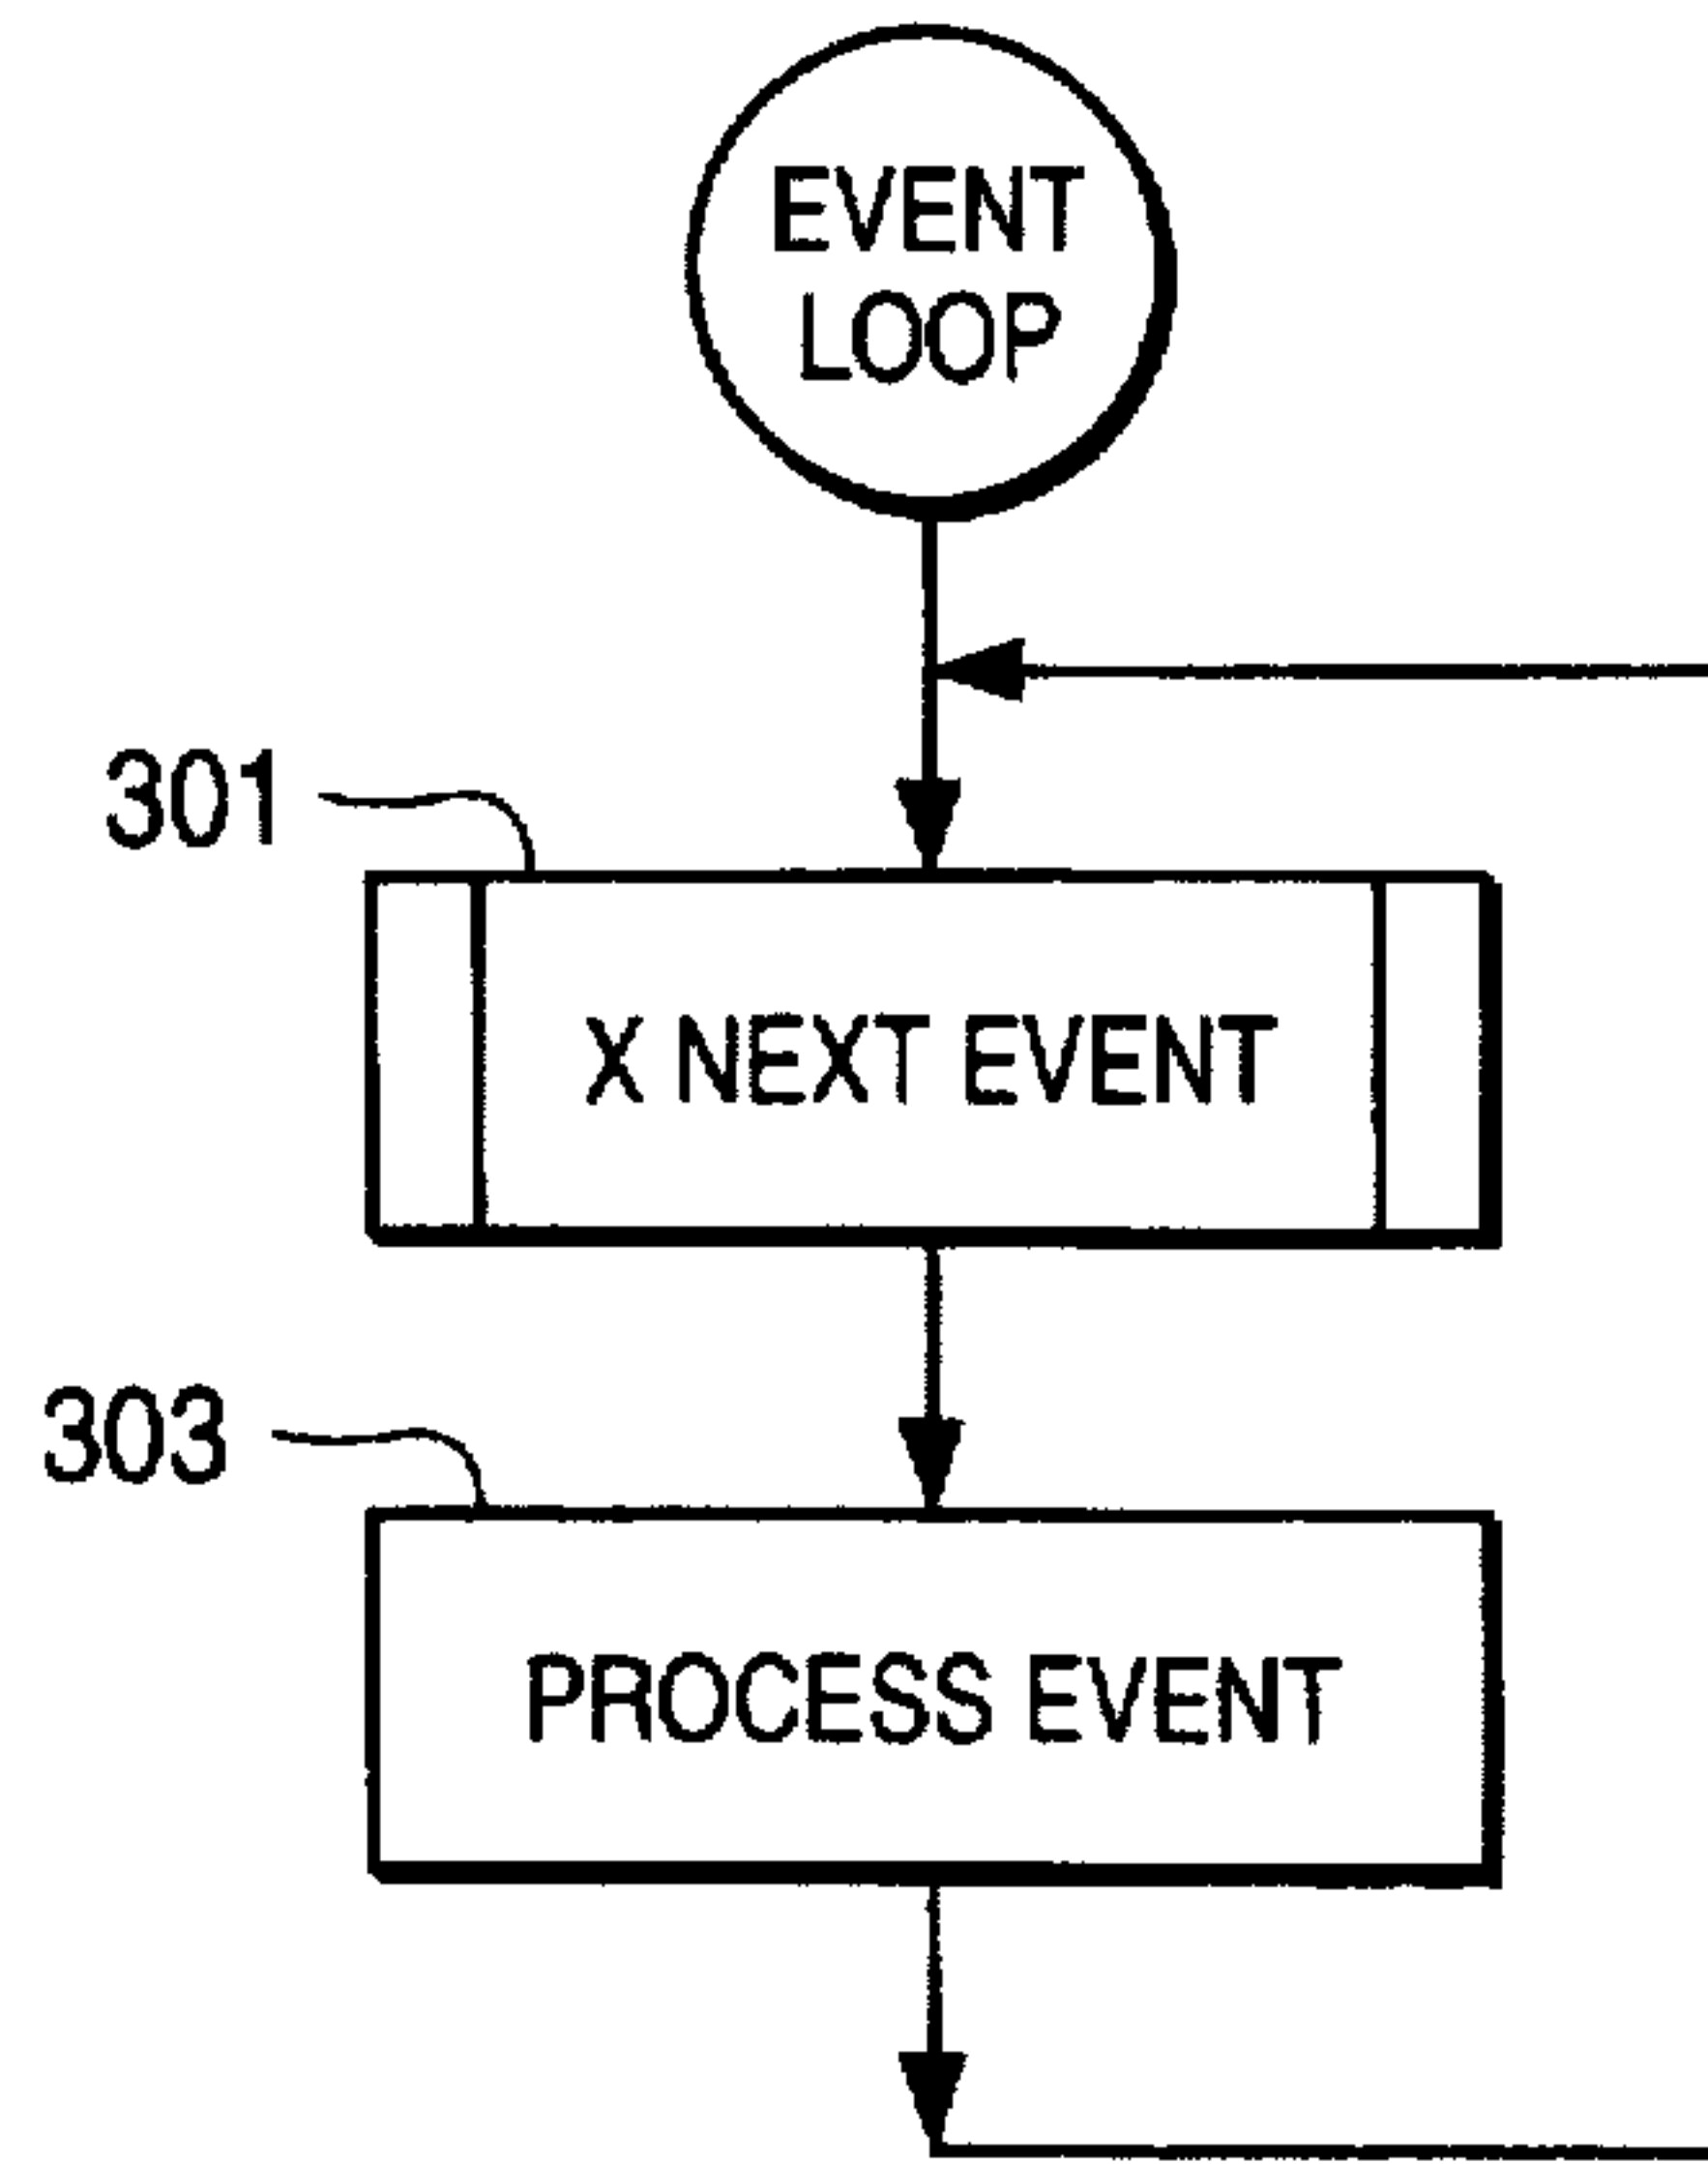 EVENT
LOOP
301
X NEXT EVENT
303
PROCESS EVENT